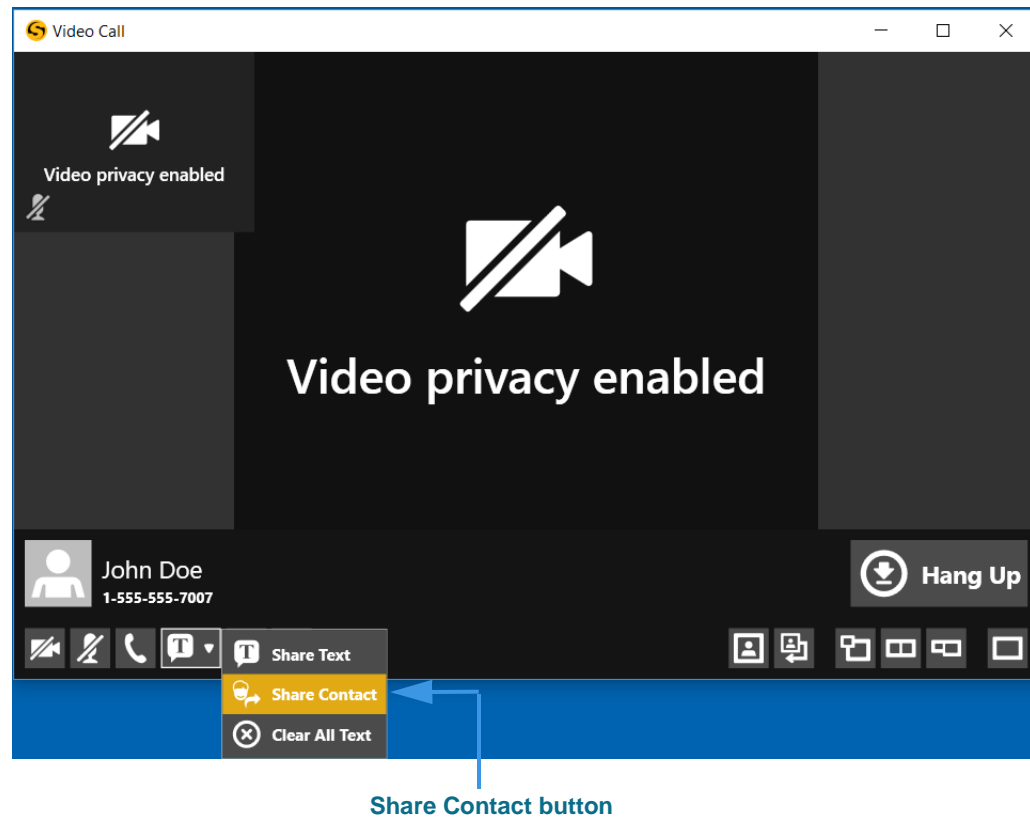 Video Call
Video privacy enabled
Video privacy enabled
John Doe
1-555-555-7007
Hang Up
T
T Share Text
Share Contact
Clear All Text
Share Contact button